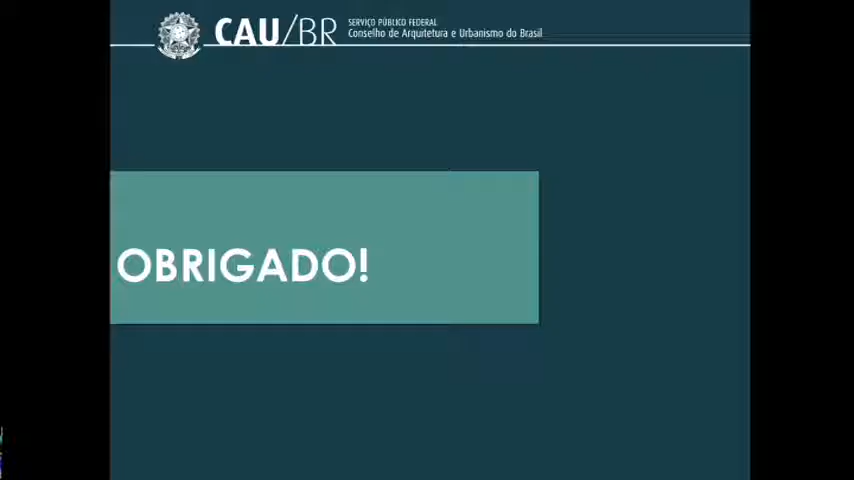 CAU/BR
SERVIÇO PÚBLICO FEDERAL
Conselho de Arquitetura e Urbanismo do Brasil
OBRIGADO!